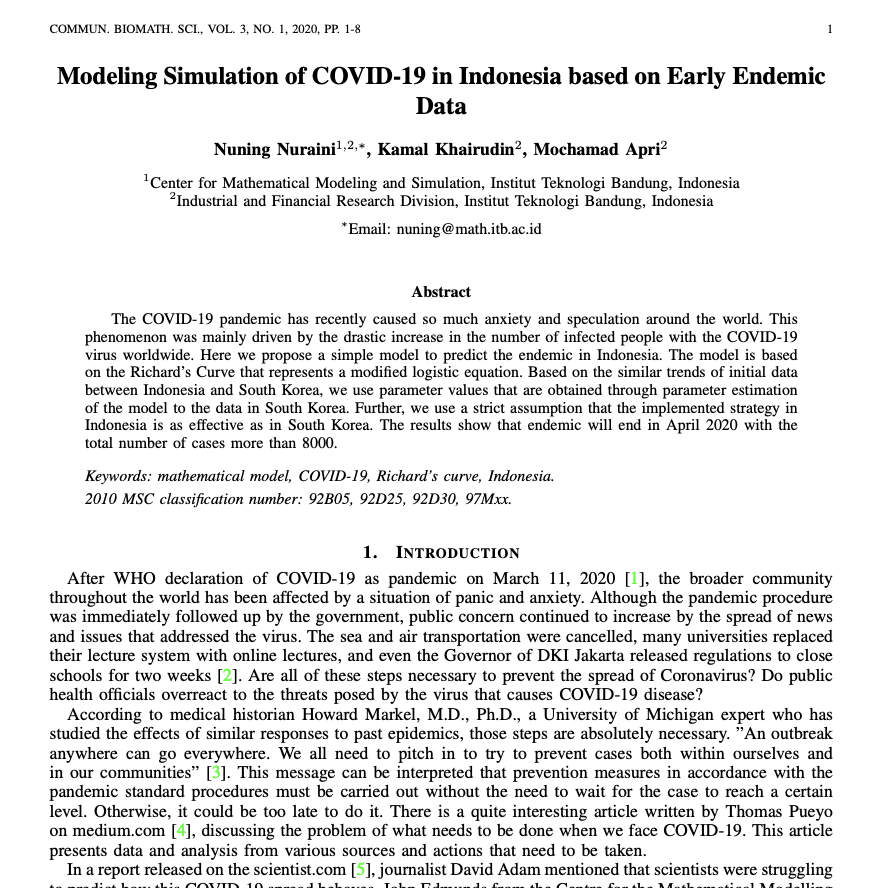 COMMUN. BIOMATH. SCI., VOL. 3, NO. 1, 2020, PP. 1-8 1
Modeling Simulation of COVID-19 in Indonesia based on Early Endemic
Data
Nuning Nuraini1,2,*, Kamal Khairudin2, Mochamad Apri2
1Center for Mathematical Modeling and Simulation, Institut Teknologi Bandung, Indonesia
2Industrial and Financial Research Division, Institut Teknologi Bandung, Indonesia
*Email: nuning@math.itb.ac.id
Abstract
The COVID-19 pandemic has recently caused so much anxiety and speculation around the world. This
phenomenon was mainly driven by the drastic increase in the number of infected people with the COVID-19
virus worldwide. Here we propose a simple model to predict the endemic in Indonesia. The model is based
on the Richard's Curve that represents a modified logistic equation. Based on the similar trends of initial data
between Indonesia and South Korea, we use parameter values that are obtained through parameter estimation
of the model to the data in South Korea. Further, we use a strict assumption that the implemented strategy in
Indonesia is as effective as in South Korea. The results show that endemic will end in April 2020 with the
total number of cases more than 8000.
Keywords: mathematical model, COVID-19, Richard's curve, Indonesia.
2010 MSC classification number: 92B05, 92D25, 92D30, 97Mxx.
1. INTRODUCTION
After WHO declaration of COVID-19 as pandemic on March 11, 2020 [1], the broader community
throughout the world has been affected by a situation of panic and anxiety. Although the pandemic procedure
was immediately followed up by the government, public concern continued to increase by the spread of news
and issues that addressed the virus. The sea and air transportation were cancelled, many universities replaced
their lecture system with online lectures, and even the Governor of DKI Jakarta released regulations to close
schools for two weeks [2]. Are all of these steps necessary to prevent the spread of Coronavirus? Do public
health officials overreact to the threats posed by the virus that causes COVID-19 disease?
According to medical historian Howard Markel, M.D., Ph.D., a University of Michigan expert who has
studied the effects of similar responses to past epidemics, those steps are absolutely necessary. ”An outbreak
anywhere can go everywhere. We all need to pitch in to try to prevent cases both within ourselves and
in our communities” [3]. This message can be interpreted that prevention measures in accordance with the
pandemic standard procedures must be carried out without the need to wait for the case to reach a certain
level. Otherwise, it could be too late to do it. There is a quite interesting article written by Thomas Pueyo
on medium.com [4], discussing the problem of what needs to be done when we face COVID-19. This article
presents data and analysis from various sources and actions that need to be taken.
In a report released on the scientist.com [5], journalist David Adam mentioned that scientists were struggling
to predict how this COVID-19 spread behaves. John Edmunds from the Centre for the Mathematical Modelling